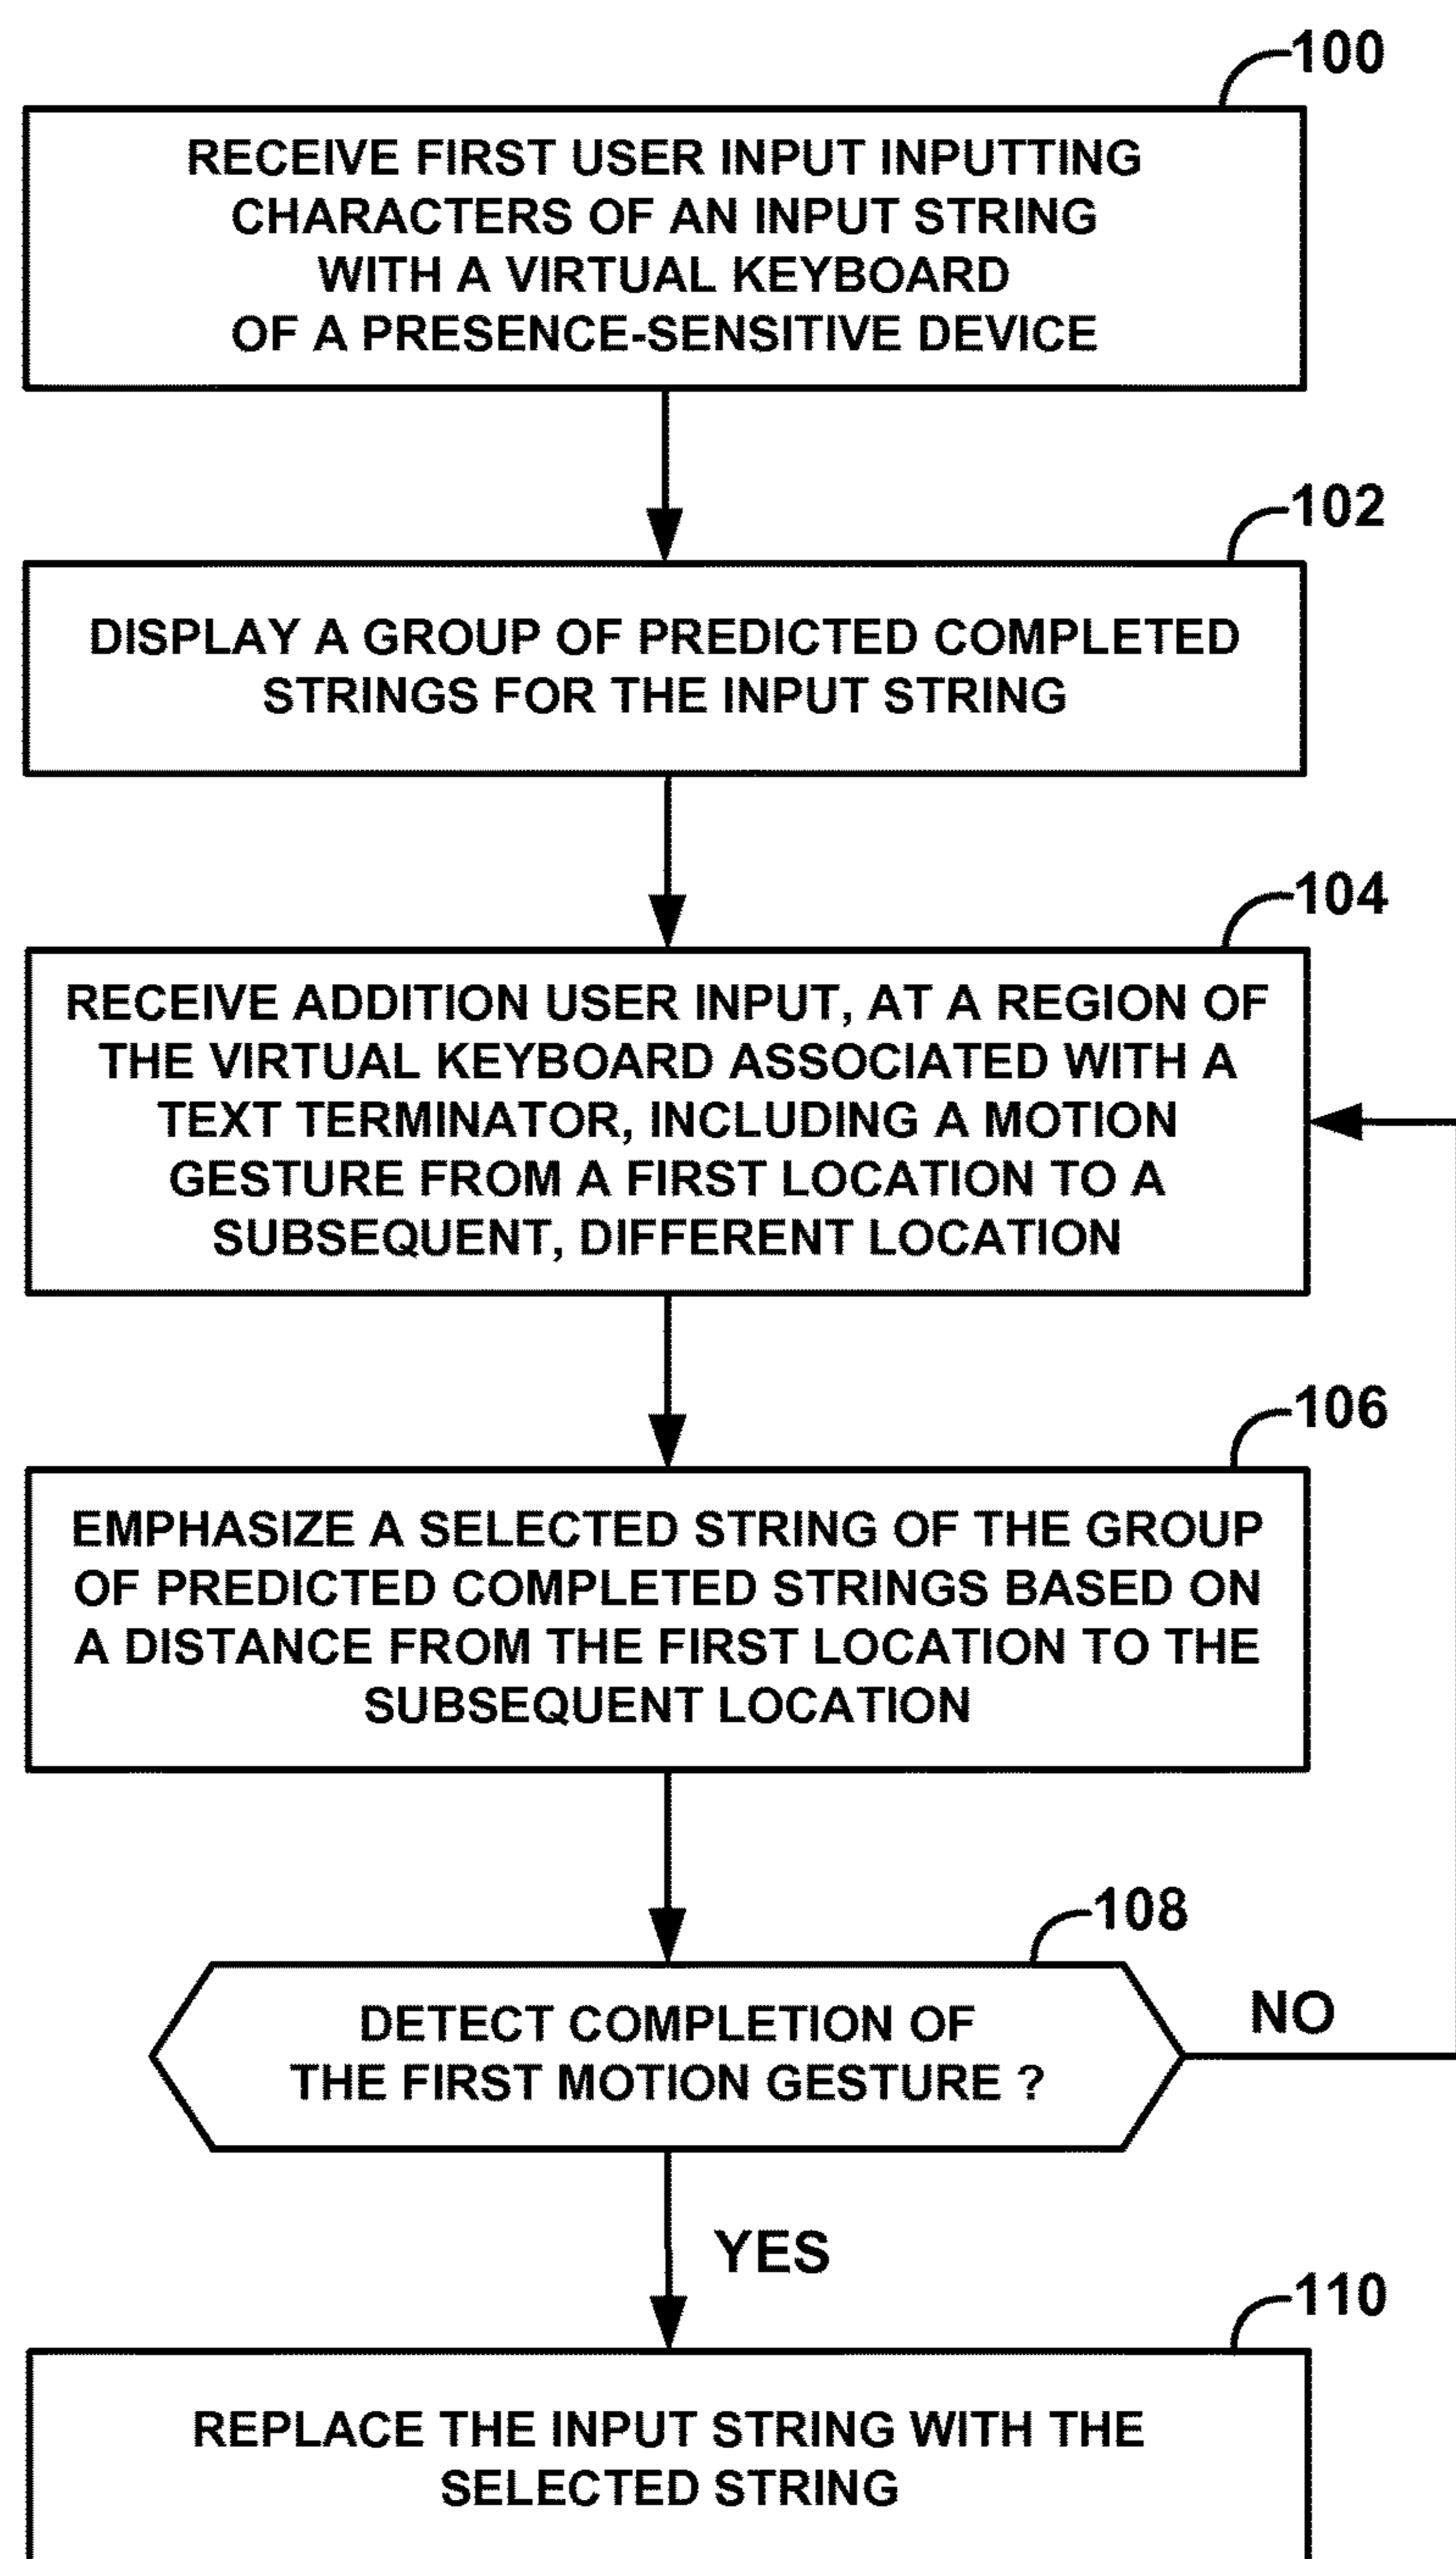 100
RECEIVE FIRST USER INPUT INPUTTING
CHARACTERS OF AN INPUT STRING
WITH A VIRTUAL KEYBOARD
OF A PRESENCE-SENSITIVE DEVICE
102
DISPLAY A GROUP OF PREDICTED COMPLETED
STRINGS FOR THE INPUT STRING
104
RECEIVE ADDITION USER INPUT, AT A REGION OF
THE VIRTUAL KEYBOARD ASSOCIATED WITH A
TEXT TERMINATOR, INCLUDING A MOTION
GESTURE FROM A FIRST LOCATION TO A
SUBSEQUENT, DIFFERENT LOCATION
106
EMPHASIZE A SELECTED STRING OF THE GROUP
OF PREDICTED COMPLETED STRINGS BASED ON
A DISTANCE FROM THE FIRST LOCATION TO THE
SUBSEQUENT LOCATION
108
DETECT COMPLETION OF
THE FIRST MOTION GESTURE ?
NO
YES
110
REPLACE THE INPUT STRING WITH THE
SELECTED STRING